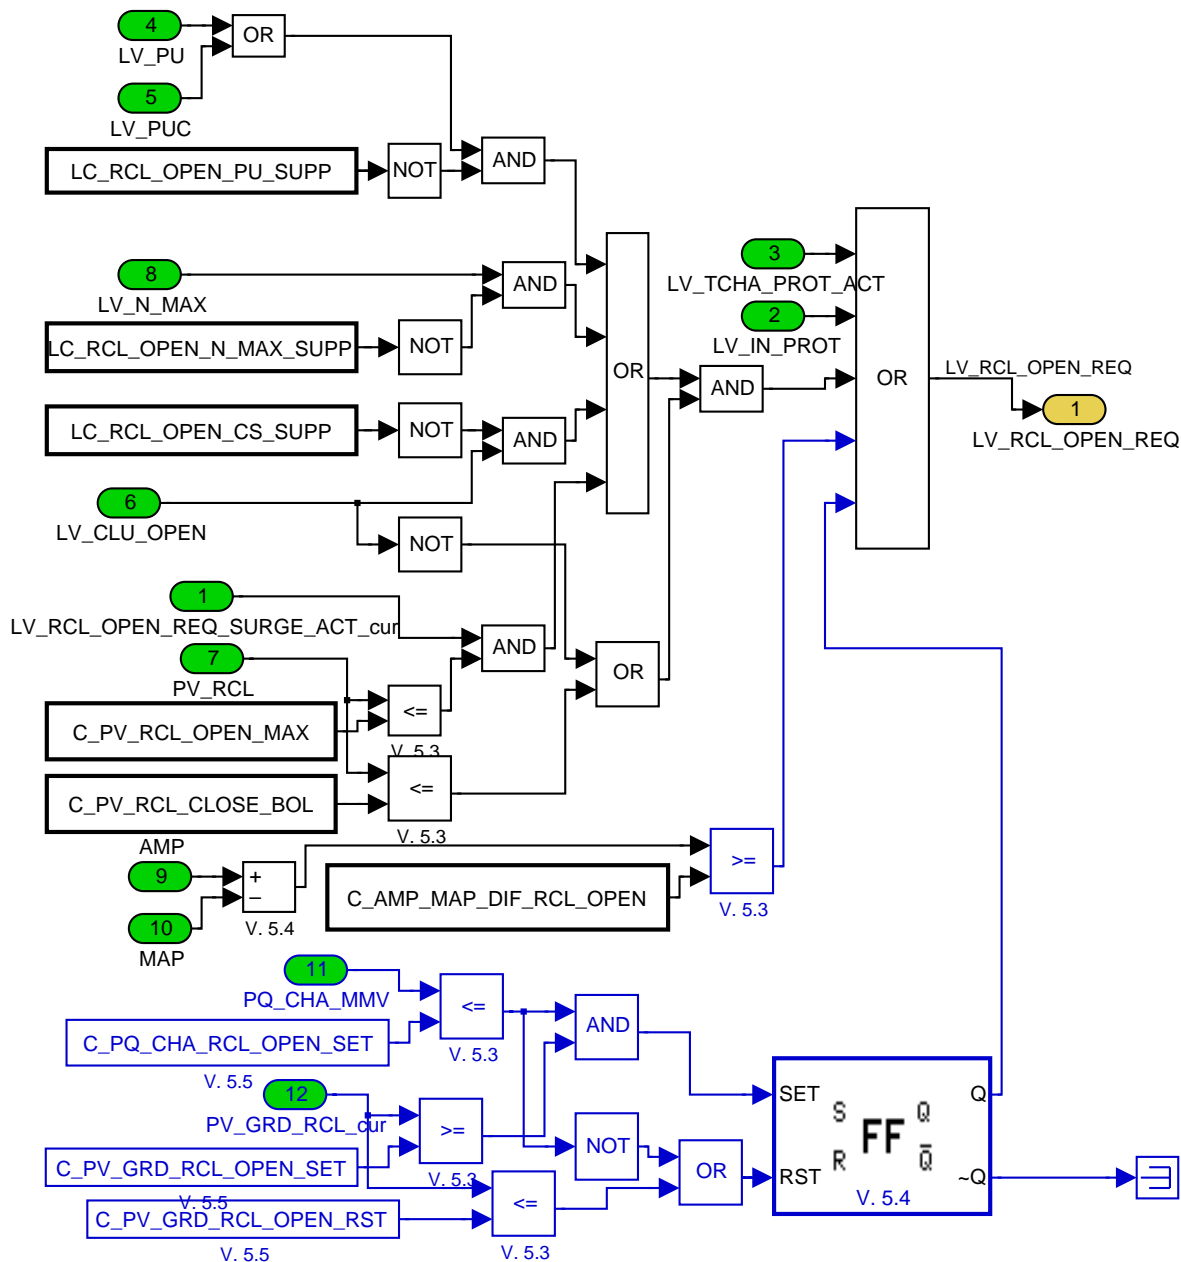 4
OR
LV_PU
5
LV_PUC
LC_RCL_OPEN_PU_SUPP
NOT
AND
8
LV_N_MAX
AND
LC_RCL_OPEN_N_MAX_SUPP
NOT
LC_RCL_OPEN_CS_SUPP
NOT
AND
6
LV_CLU_OPEN
NOT
OR
3
LV_TCHA_PROT_ACT
2
LV_IN_PROT
AND
OR
LV_RCL_OPEN_REQ
1
LV_RCL_OPEN_REQ
1
LV_RCL_OPEN_REQ_SURGE_ACT_cur
AND
7
PV_RCL
OR
C_PV_RCL_OPEN_MAX
<=
V. 5.3
C_PV_RCL_CLOSE_BOL
<=
V. 5.3
AMP
9
+
−
V. 5.4
10
MAP
C_AMP_MAP_DIF_RCL_OPEN
>=
V. 5.3
11
PQ_CHA_MMV
<=
V. 5.3
C_PQ_CHA_RCL_OPEN_SET
V. 5.5
AND
12
PV_GRD_RCL_cur
>=
V. 5.3
C_PV_GRD_RCL_OPEN_SET
V. 5.5
NOT
OR
C_PV_GRD_RCL_OPEN_RST
V. 5.5
<=
V. 5.3
SET
Q
S
Q
FF
R
Q̅
RST
~Q
V. 5.4